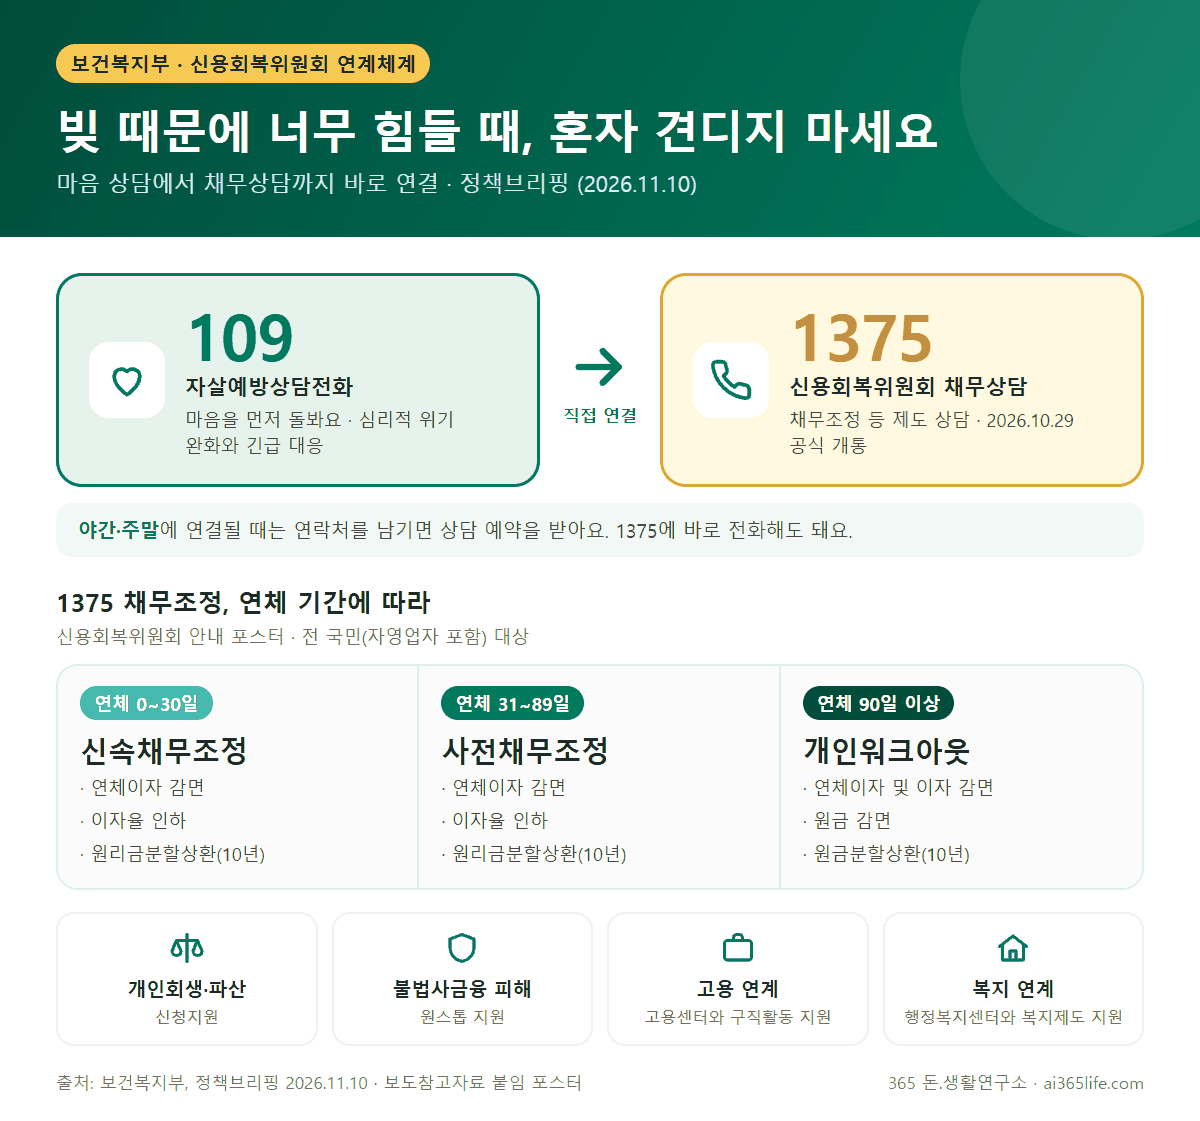 보건복지부 · 신용회복위원회 연계체계
빚 때문에 너무 힘들 때, 혼자 견디지 마세요
마음 상담에서 채무상담까지 바로 연결 · 정책브리핑 (2026.11.10)
109
자살예방상담전화
마음을 먼저 돌봐요 · 심리적 위기
완화와 긴급 대응
직접 연결
1375
신용회복위원회 채무상담
채무조정 등 제도 상담 · 2026.10.29
공식 개통
야간·주말에 연결될 때는 연락처를 남기면 상담 예약을 받아요. 1375에 바로 전화해도 돼요.
1375 채무조정, 연체 기간에 따라
신용회복위원회 안내 포스터 · 전 국민(자영업자 포함) 대상
연체 0~30일
신속채무조정
· 연체이자 감면
· 이자율 인하
· 원리금분할상환(10년)
연체 31~89일
사전채무조정
· 연체이자 감면
· 이자율 인하
· 원리금분할상환(10년)
연체 90일 이상
개인워크아웃
· 연체이자 및 이자 감면
· 원금 감면
· 원금분할상환(10년)
개인회생·파산
신청지원
불법사금융 피해
원스톱 지원
고용 연계
고용센터와 구직활동 지원
복지 연계
행정복지센터와 복지제도 지원
출처: 보건복지부, 정책브리핑 2026.11.10 · 보도참고자료 붙임 포스터
365 돈.생활연구소 · ai365life.com